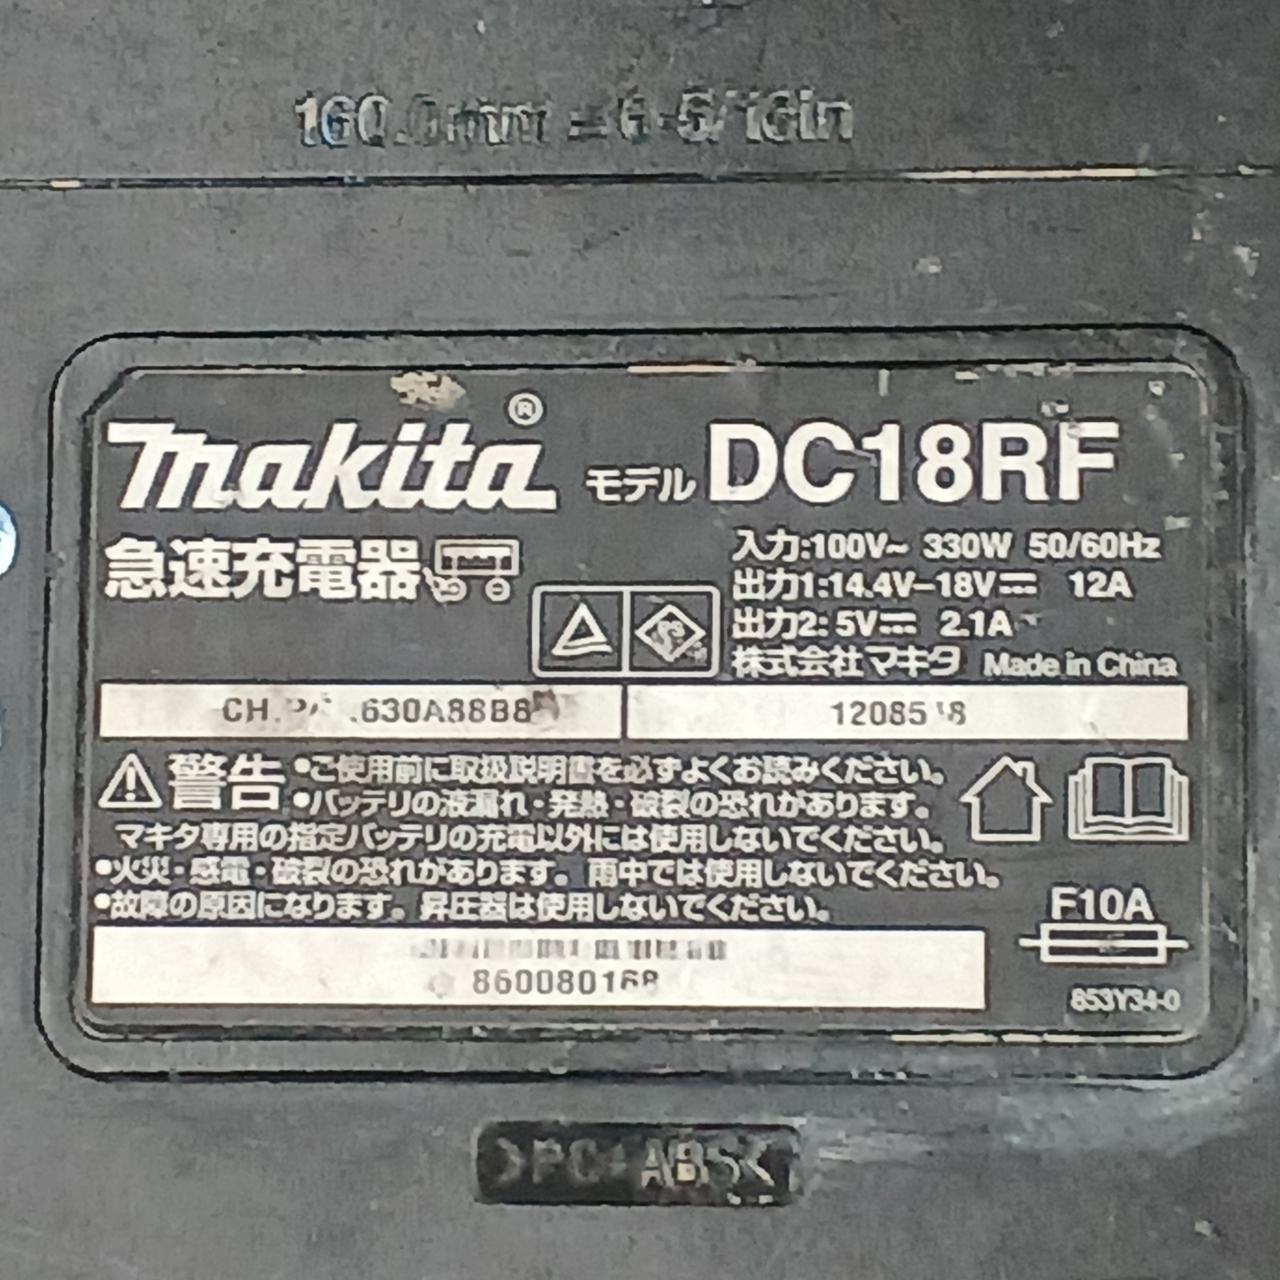 160.0mm = 6-5/16in
makita® モデル DC18RF
急速充電器
入力:100V~ 330W 50/60Hz
出力1:14.4V-18V⎓ 12A
出力2: 5V⎓ 2.1A
株式会社マキタ Made in China
警告 •ご使用前に取扱説明書を必ずよくお読みください。
•バッテリの液漏れ・発熱・破裂の恐れがあります。
マキタ専用の指定バッテリの充電以外には使用しないでください。
•火災・感電・破裂の恐れがあります。雨中では使用しないでください。
•故障の原因になります。昇圧器は使用しないでください。
F10A
853Y34-0
>PC+ABS<